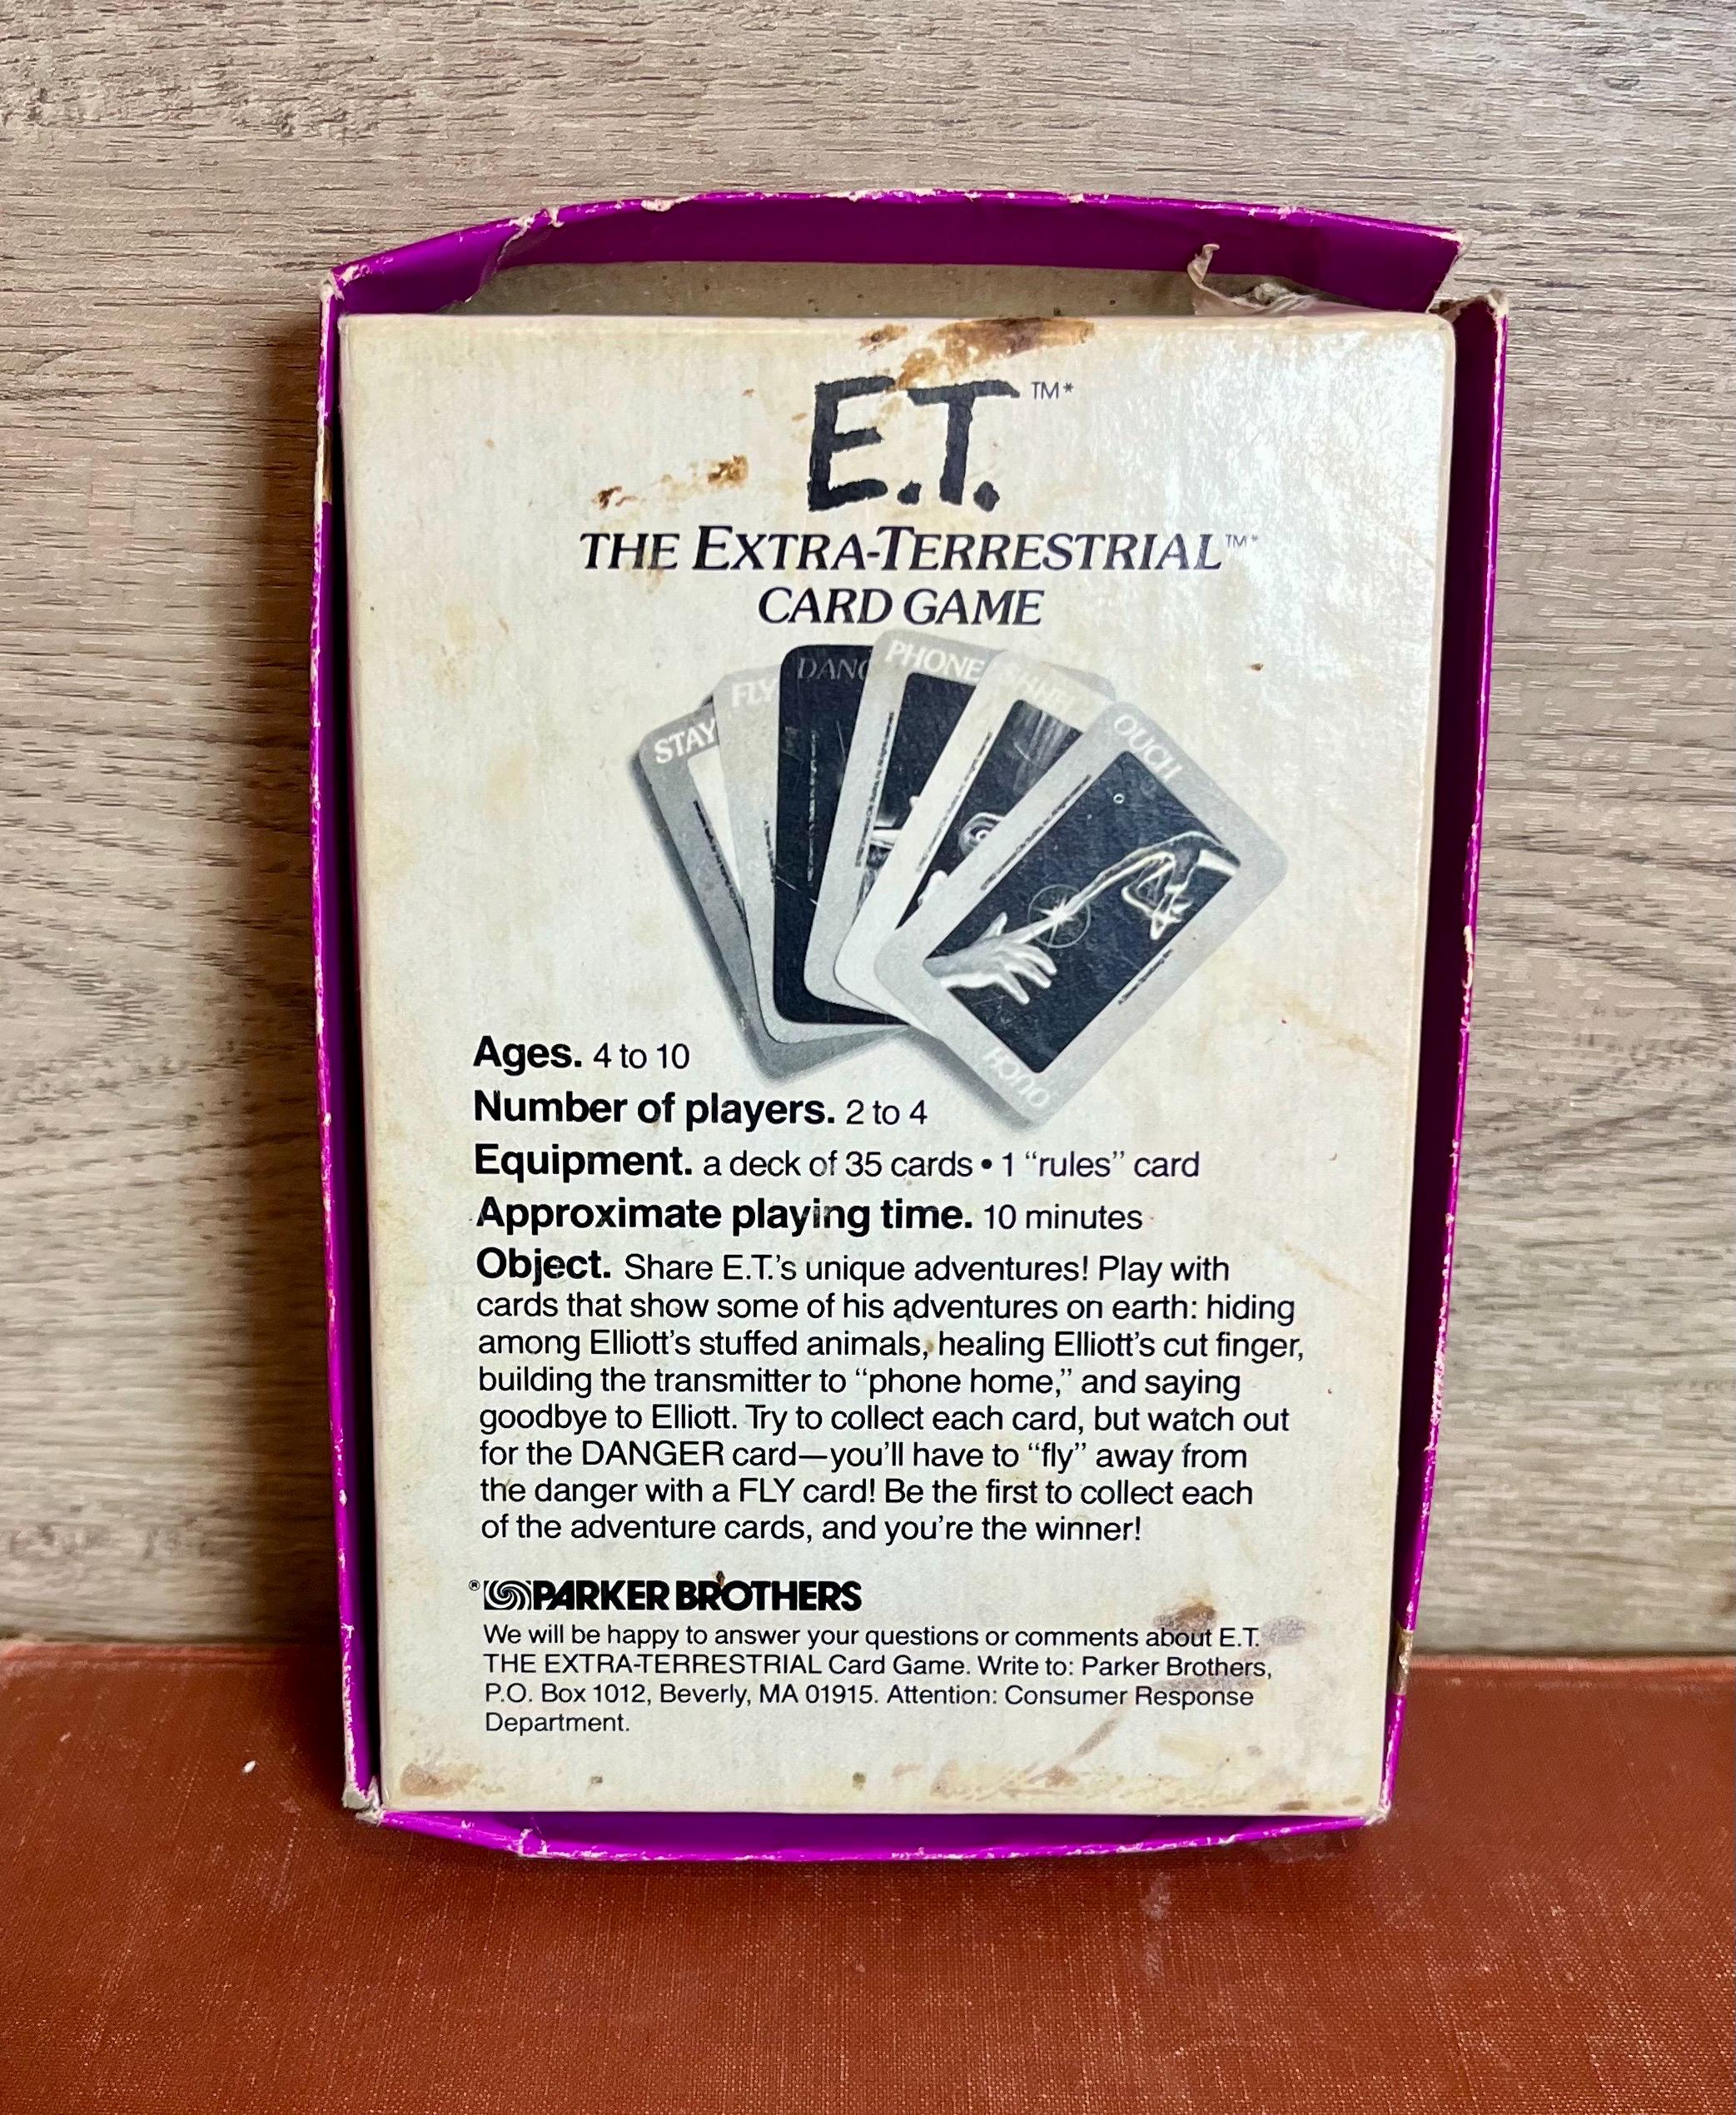 E.T.™*
THE EXTRA-TERRESTRIAL™*
CARD GAME
STAY
FLY
DANG
PHONE
OUCH
OUCH
Ages. 4 to 10
Number of players. 2 to 4
Equipment. a deck of 35 cards • 1 “rules” card
Approximate playing time. 10 minutes
Object. Share E.T.’s unique adventures! Play with
cards that show some of his adventures on earth: hiding
among Elliott’s stuffed animals, healing Elliott’s cut finger,
building the transmitter to “phone home,” and saying
goodbye to Elliott. Try to collect each card, but watch out
for the DANGER card—you’ll have to “fly” away from
the danger with a FLY card! Be the first to collect each
of the adventure cards, and you’re the winner!
® PARKER BROTHERS
We will be happy to answer your questions or comments about E.T.
THE EXTRA-TERRESTRIAL Card Game. Write to: Parker Brothers,
P.O. Box 1012, Beverly, MA 01915. Attention: Consumer Response
Department.